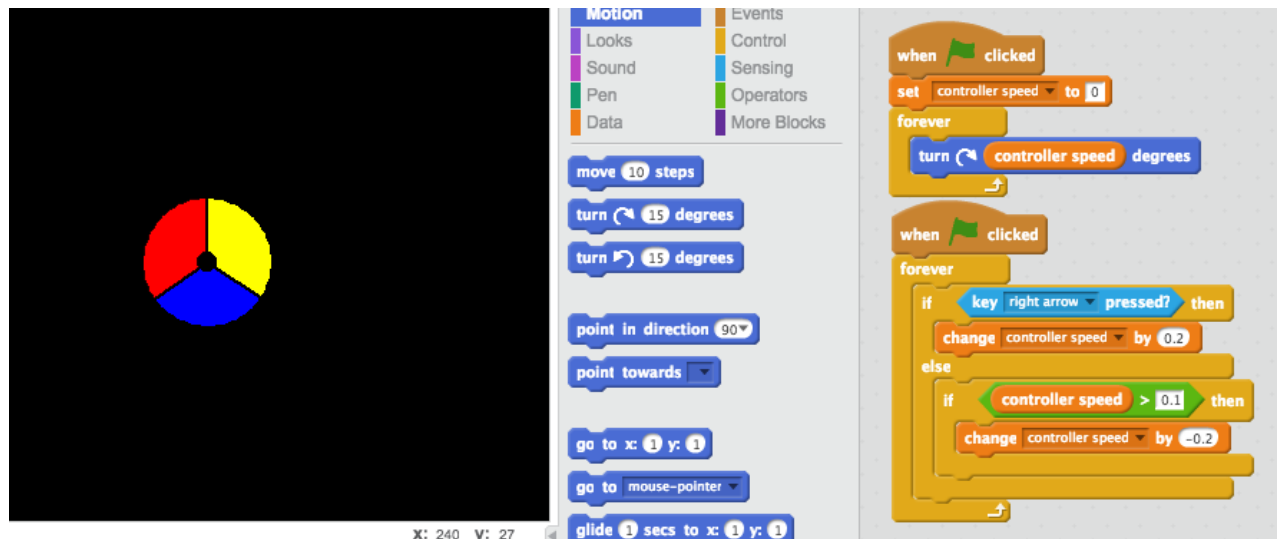 Motion
Events
Looks
Control
Sound
Sensing
Pen
Operators
Data
More Blocks
move 10 steps
turn 15 degrees
turn 15 degrees
point in direction 90
point towards
go to x: 1 y: 1
go to mouse-pointer
glide 1 secs to x: 1 y: 1
X: 240 Y: 27
when clicked
set controller speed to 0
forever
turn controller speed degrees
when clicked
forever
if key right arrow pressed? then
change controller speed by 0.2
else
if controller speed > 0.1 then
change controller speed by -0.2